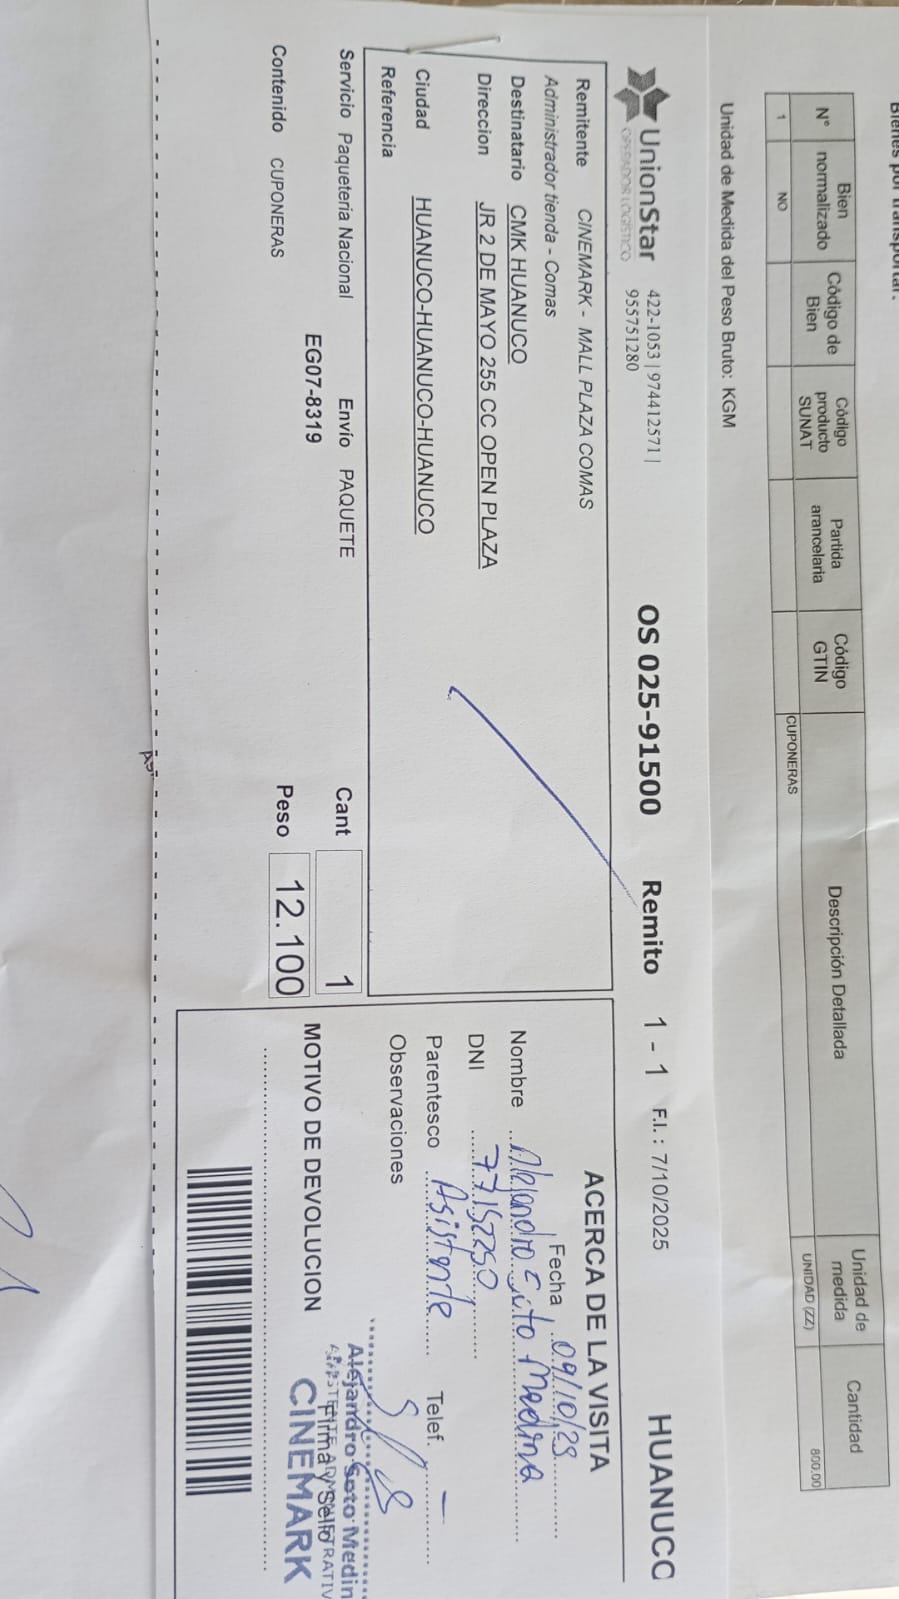 Bienes por transportar:
N° Bien normalizado Código de Bien Código producto SUNAT Partida arancelaria Código GTIN Descripción Detallada Unidad de medida Cantidad
1 NO CUPONERAS UNIDAD (ZZ) 800.00
Unidad de Medida del Peso Bruto: KGM
UnionStar
OPERADOR LOGÍSTICO
422-1053 | 974412571 |
955751280
OS 025-91500 Remito 1 - 1 F.I. : 7/10/2025 HUANUCC
Remitente CINEMARK - MALL PLAZA COMAS
Administrador tienda - Comas
Destinatario CMK HUANUCO
Direccion JR 2 DE MAYO 255 CC OPEN PLAZA
Ciudad HUANUCO-HUANUCO-HUANUCO
Referencia
Servicio Paqueteria Nacional Envío PAQUETE Cant 1
EG07-8319
Contenido CUPONERAS Peso 12.100
ACERCA DE LA VISITA
Fecha 09/10/25
Nombre Alejandro Soto Medina
DNI 77152250
Parentesco Asistente Telef. -
Observaciones
Alejandro Soto Medin
ASISTENTE ADMINISTRATIV
Firma y Sello
CINEMARK
MOTIVO DE DEVOLUCION